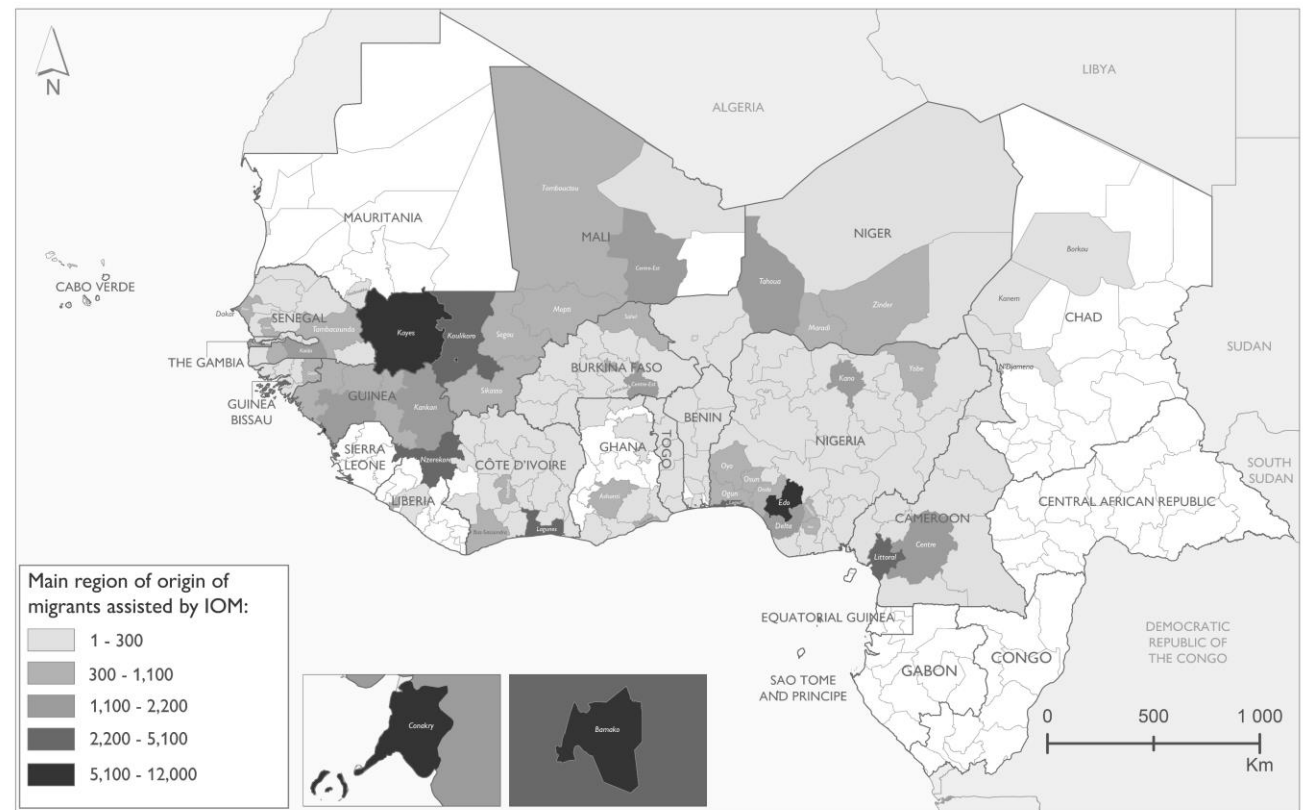 N
LIBYA
ALGERIA
Tombouctou
MAURITANIA
MALI
NIGER
Borkou
Centre-Est
Tahoua
Zinder
CABO VERDE
Kanem
Maradi
CHAD
Dakar
SENEGAL
Tambacounda
Kayes
Koulikoro
Segou
Mopti
Sahel
SUDAN
THE GAMBIA
Kolda
N'Djamena
BURKINA FASO
Kano
Yobe
GUINEA
BISSAU
GUINEA
Kankan
Sikasso
Centre-Est
BENIN
NIGERIA
SIERRA
LEONE
Nzerekore
CÔTE D'IVOIRE
GHANA
TOGO
Oyo
Osun
Ogun
Edo
SOUTH
SUDAN
LIBERIA
Ashanti
Delta
CENTRAL AFRICAN REPUBLIC
CAMEROON
Lagunes
Littoral
Centre
Main region of origin of
migrants assisted by IOM:
1 - 300
300 - 1,100
1,100 - 2,200
2,200 - 5,100
5,100 - 12,000
EQUATORIAL GUINEA
DEMOCRATIC
REPUBLIC OF
THE CONGO
GABON
CONGO
SAO TOME
AND PRINCIPE
Conakry
Bamako
0 500 1 000
Km